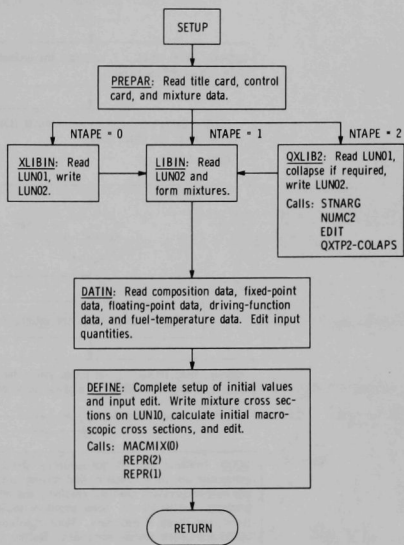 SETUP
PREPAR: Read title card, control
card, and mixture data.
NTAPE = 0
NTAPE = 1
NTAPE = 2
XLIBIN: Read
LUN01, write
LUN02.
LIBIN: Read
LUN02 and
form mixtures.
QXLIB2: Read LUN01,
collapse if required,
write LUN02.
Calls: STNARG
NUMC2
EDIT
QXTP2-COLAPS
DATIN: Read composition data, fixed-point
data, floating-point data, driving-function
data, and fuel-temperature data. Edit input
quantities.
DEFINE: Complete setup of initial values
and input edit. Write mixture cross sec-
tions on LUN10, calculate initial macro-
scopic cross sections, and edit.
Calls: MACMIX(0)
REPR(2)
REPR(1)
RETURN